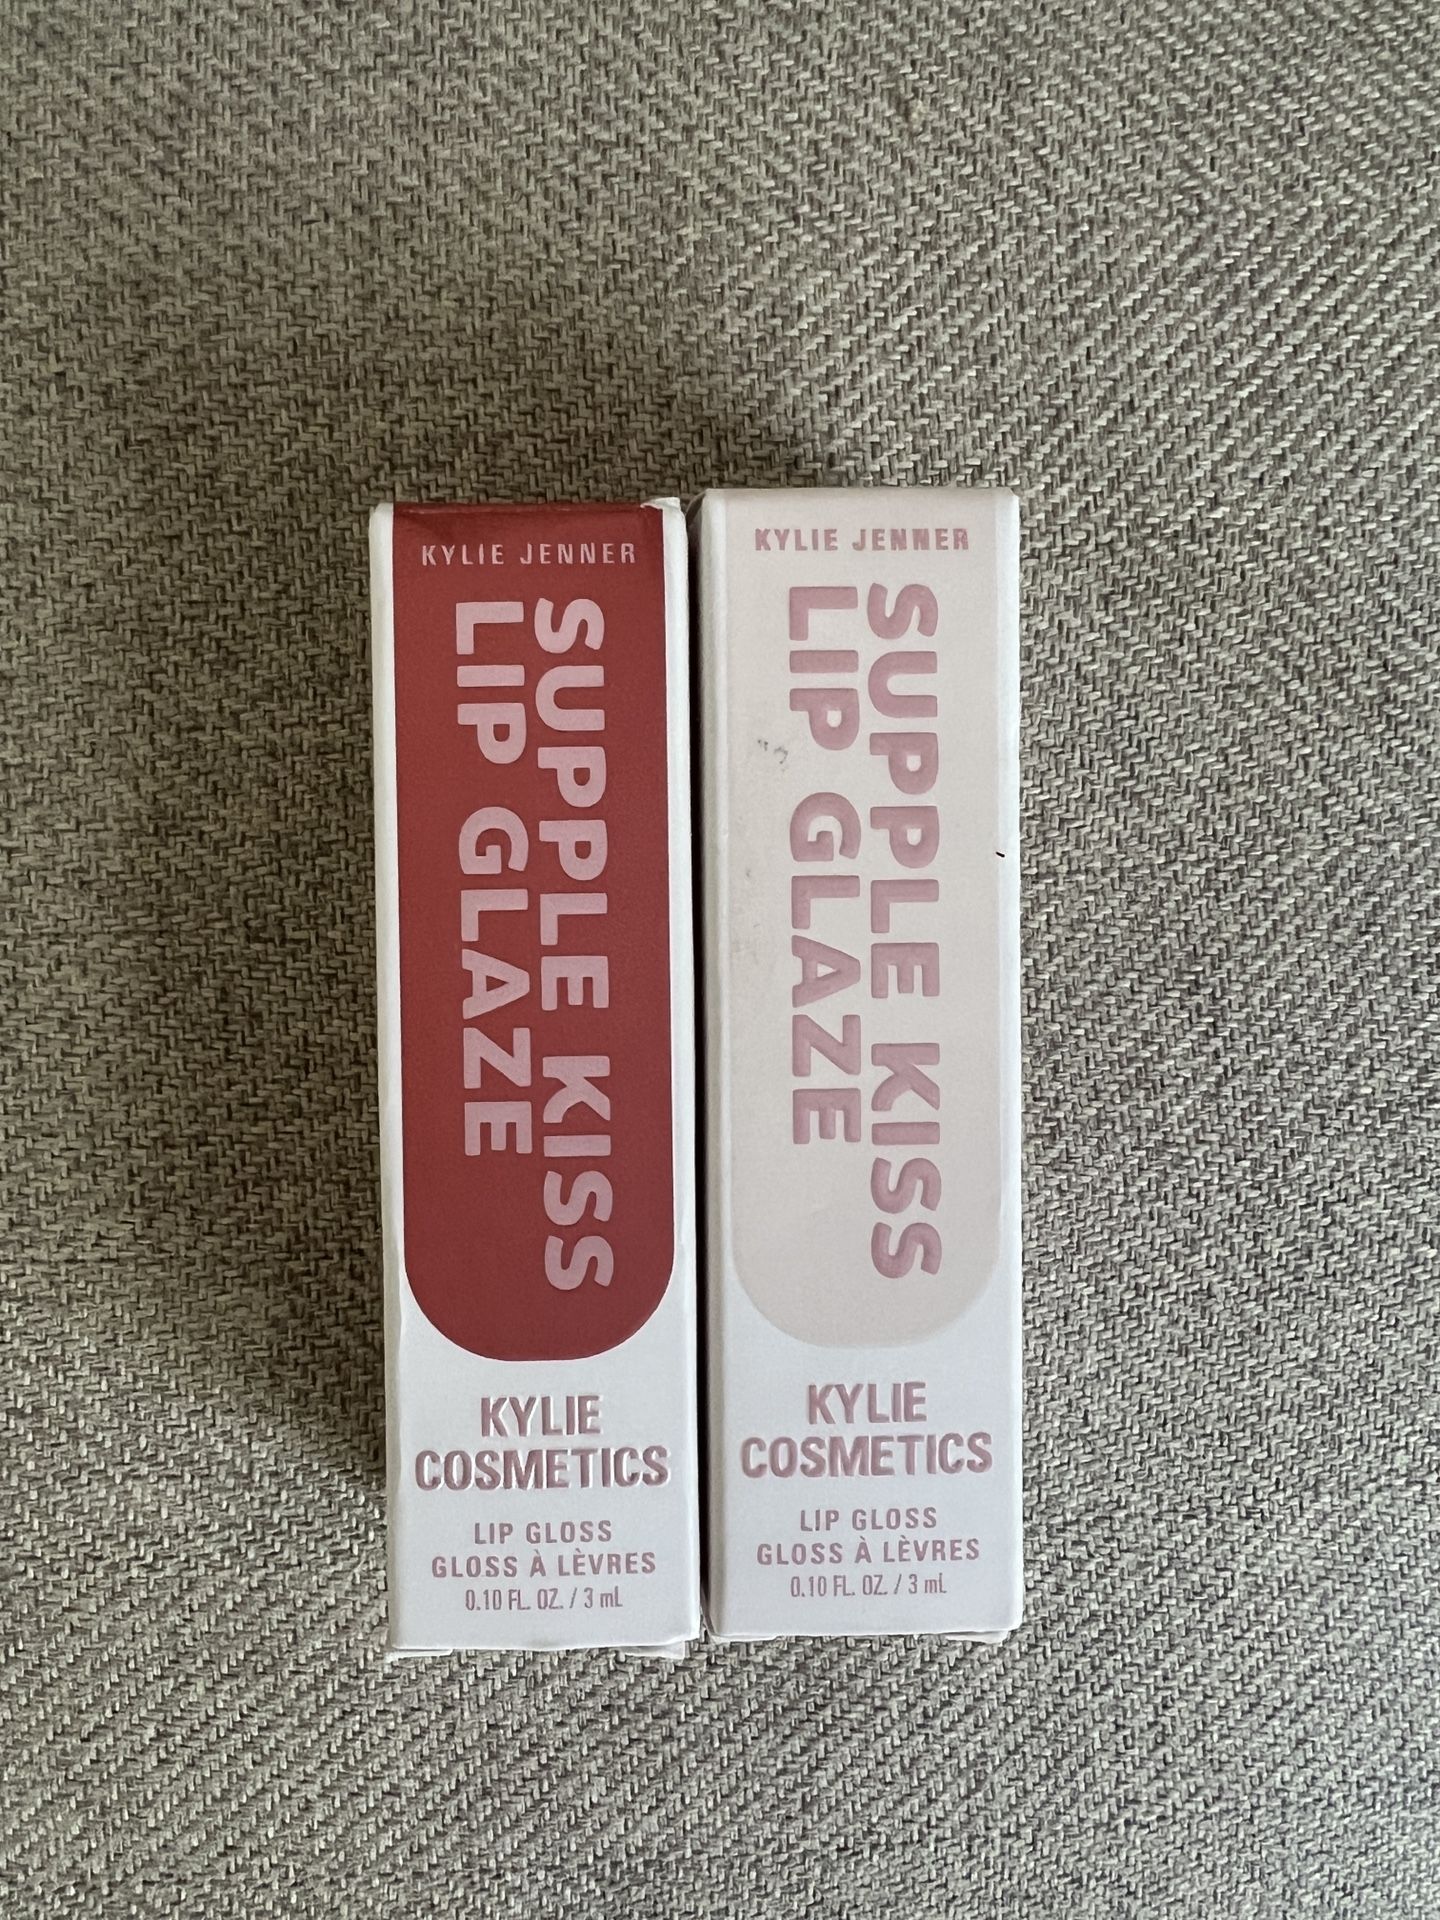 KYLIE JENNER
SUPPLE KISS
LIP GLAZE
KYLIE
COSMETICS
LIP GLOSS
GLOSS À LÈVRES
0.10 FL. OZ. / 3 mL
KYLIE JENNER
SUPPLE KISS
LIP GLAZE
KYLIE
COSMETICS
LIP GLOSS
GLOSS À LÈVRES
0.10 FL. OZ. / 3 mL